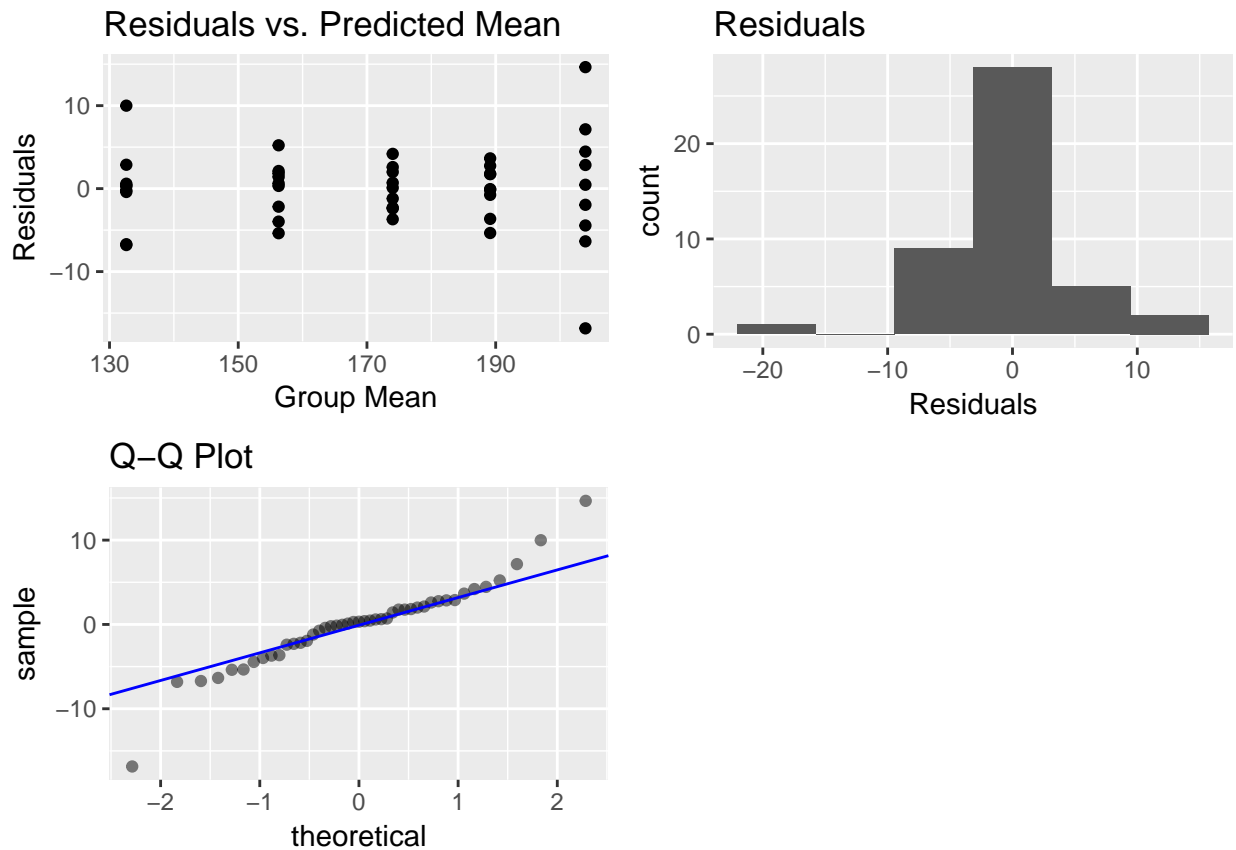 Residuals vs. Predicted Mean
10
0
−10
130 150 170 190
Group Mean
Residuals
Residuals
20
10
0
−20 −10 0 10
Residuals
count
Q−Q Plot
10
0
−10
−2 −1 0 1 2
theoretical
sample